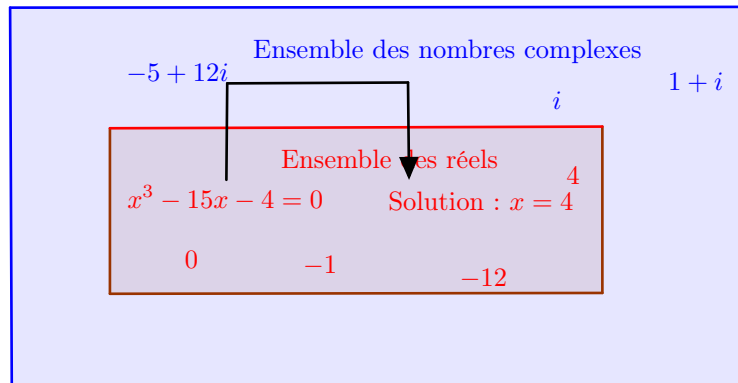 Ensemble des nombres complexes
−5 + 12i
1 + i
i
Ensemble des réels
4
x³ − 15x − 4 = 0
Solution : x = 4
0
−1
−12